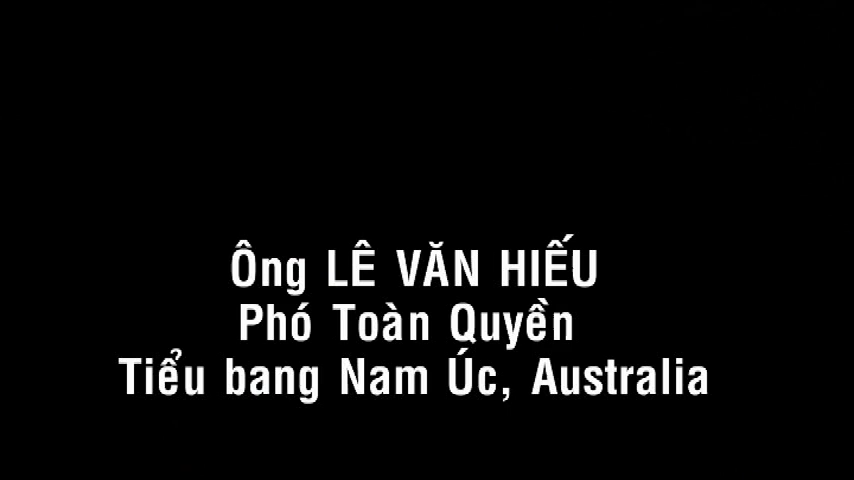 Ông LÊ VĂN HIẾU
Phó Toàn Quyền
Tiểu bang Nam Úc, Australia